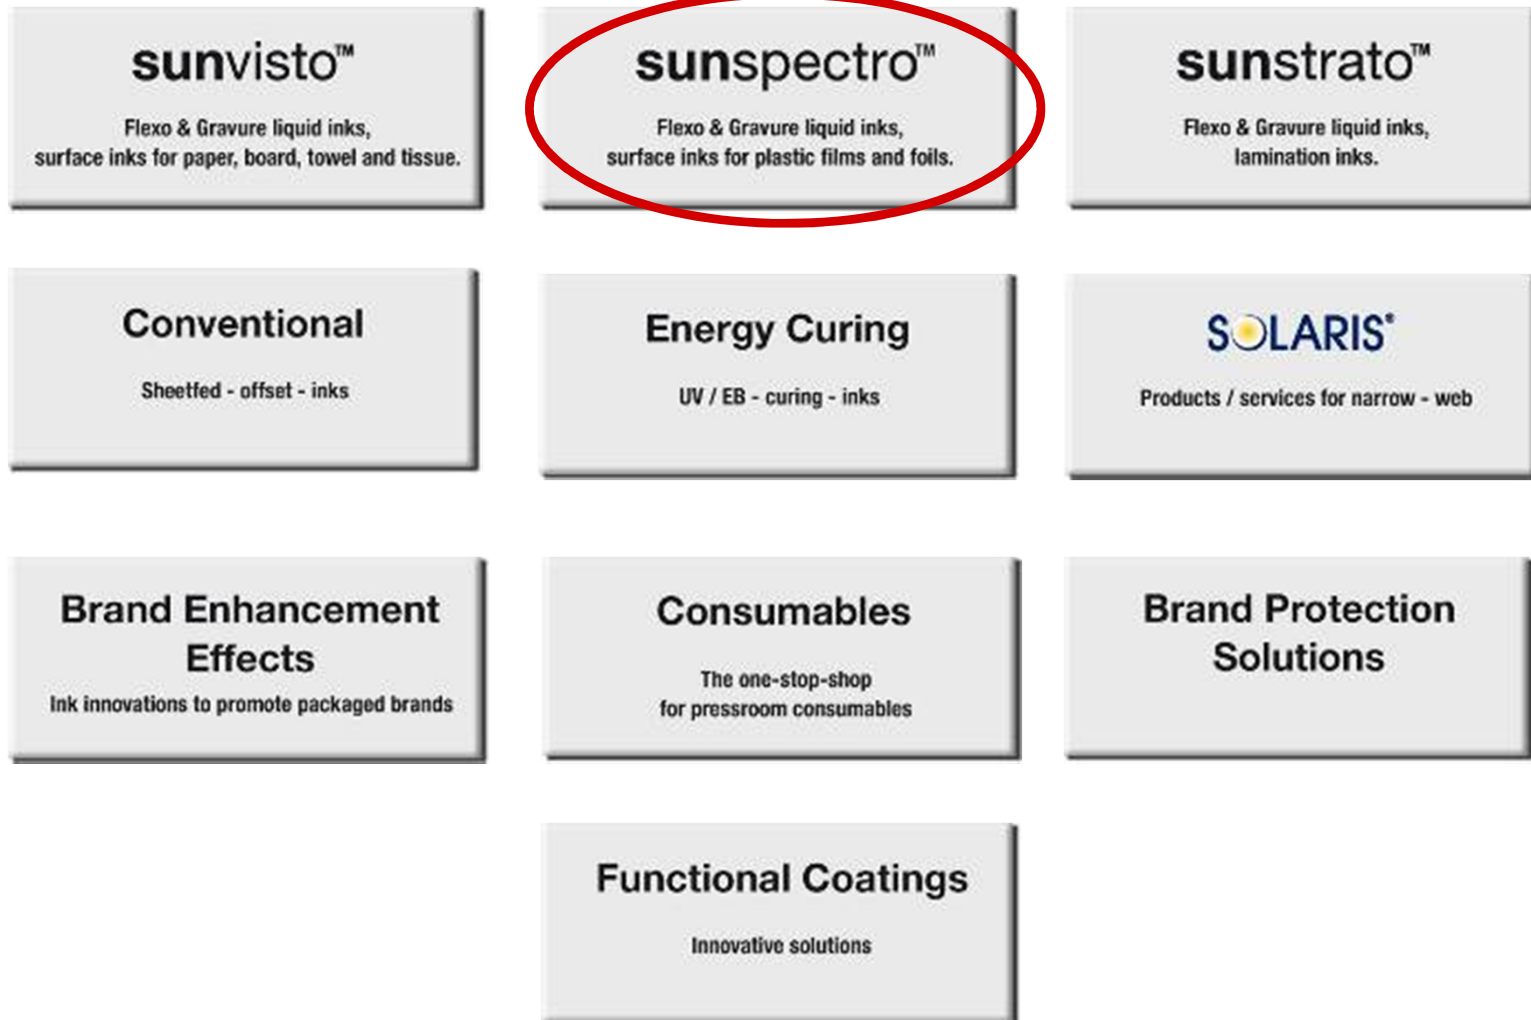 sunvisto™
Flexo & Gravure liquid inks,
surface inks for paper, board, towel and tissue.
sunspectro™
Flexo & Gravure liquid inks,
surface inks for plastic films and foils.
sunstrato™
Flexo & Gravure liquid inks,
lamination inks.
Conventional
Sheetfed - offset - inks
Energy Curing
UV / EB - curing - inks
SOLARIS®
Products / services for narrow - web
Brand Enhancement
Effects
Ink innovations to promote packaged brands
Consumables
The one-stop-shop
for pressroom consumables
Brand Protection
Solutions
Functional Coatings
Innovative solutions